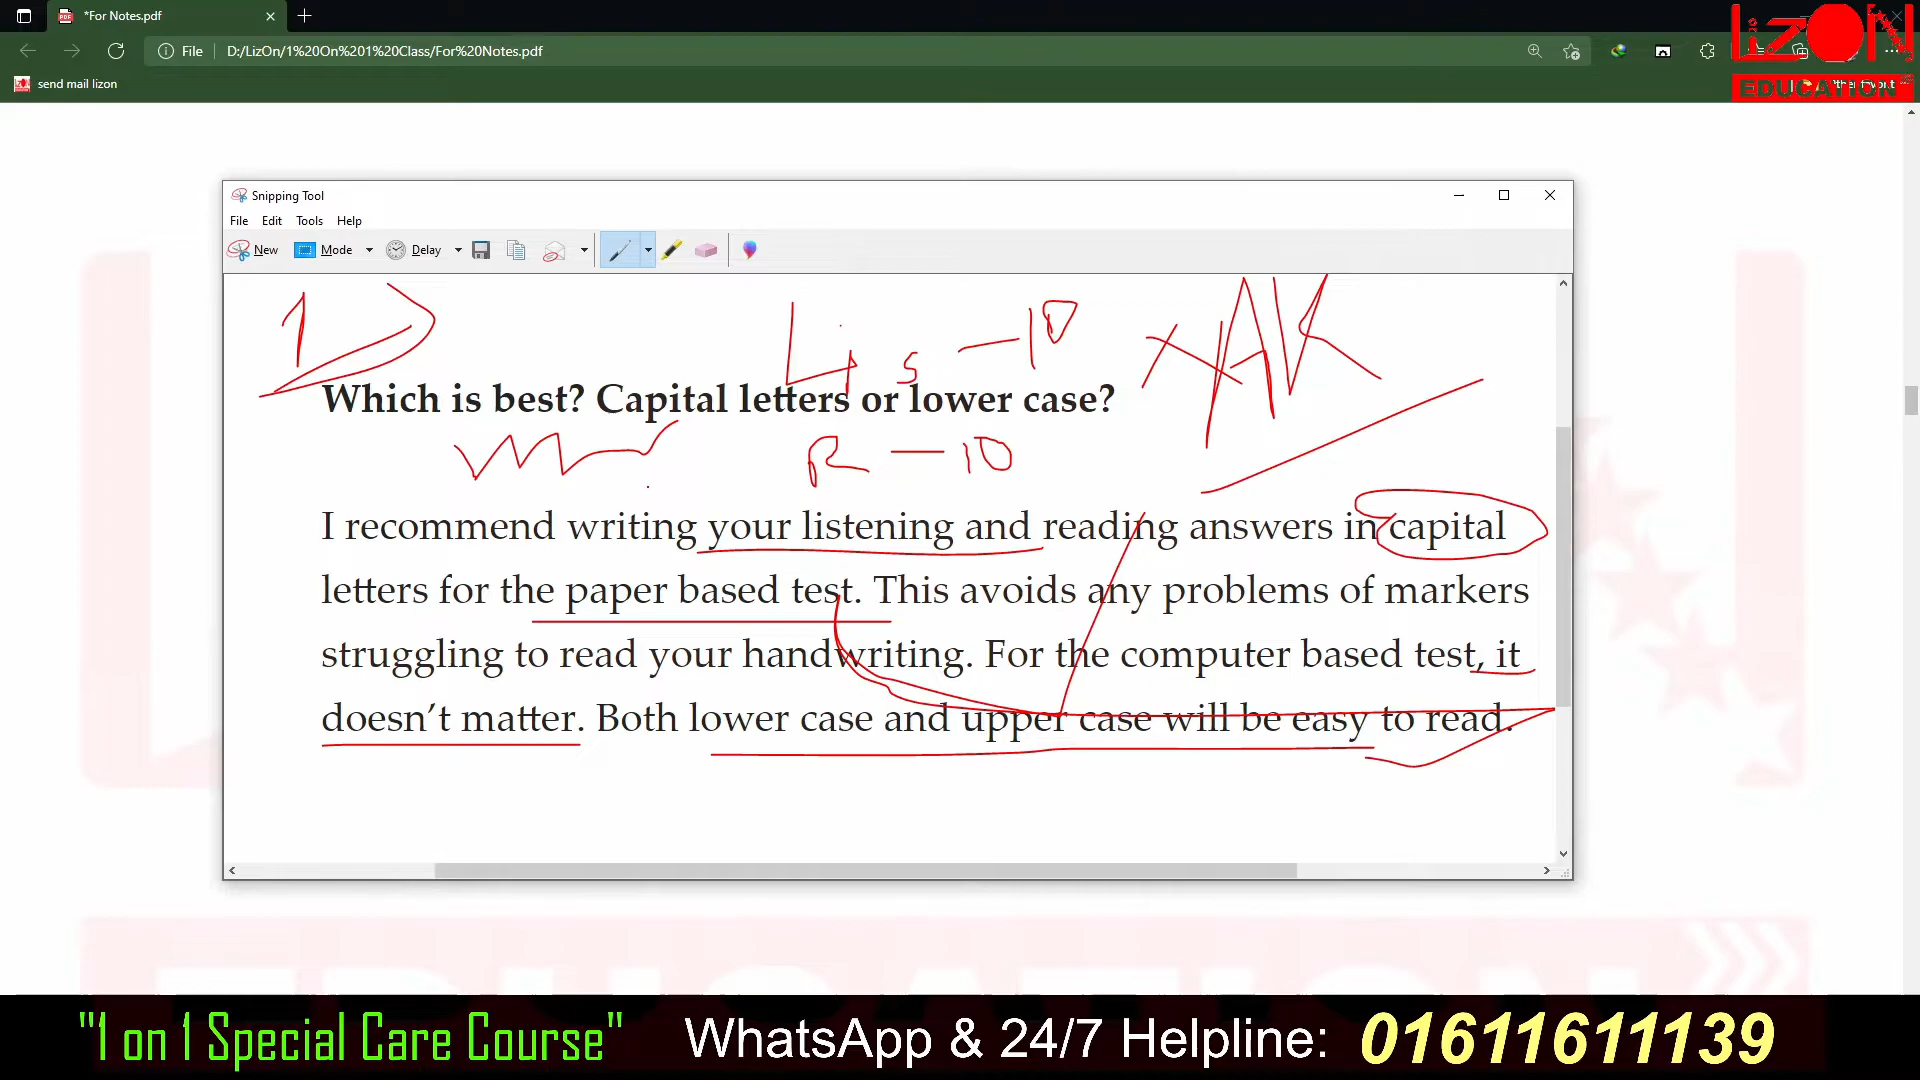 *For Notes.pdf
File D:/LizOn/1%20On%201%20Class/For%20Notes.pdf
send mail lizon
LizON
EDUCATION
Snipping Tool
File Edit Tools Help
New Mode Delay
1
Lis - 10
Which is best? Capital letters or lower case?
R - 10
I recommend writing your listening and reading answers in capital
letters for the paper based test. This avoids any problems of markers
struggling to read your handwriting. For the computer based test, it
doesn't matter. Both lower case and upper case will be easy to read.
EDUCATION
"1 on 1 Special Care Course" WhatsApp & 24/7 Helpline: 01611611139